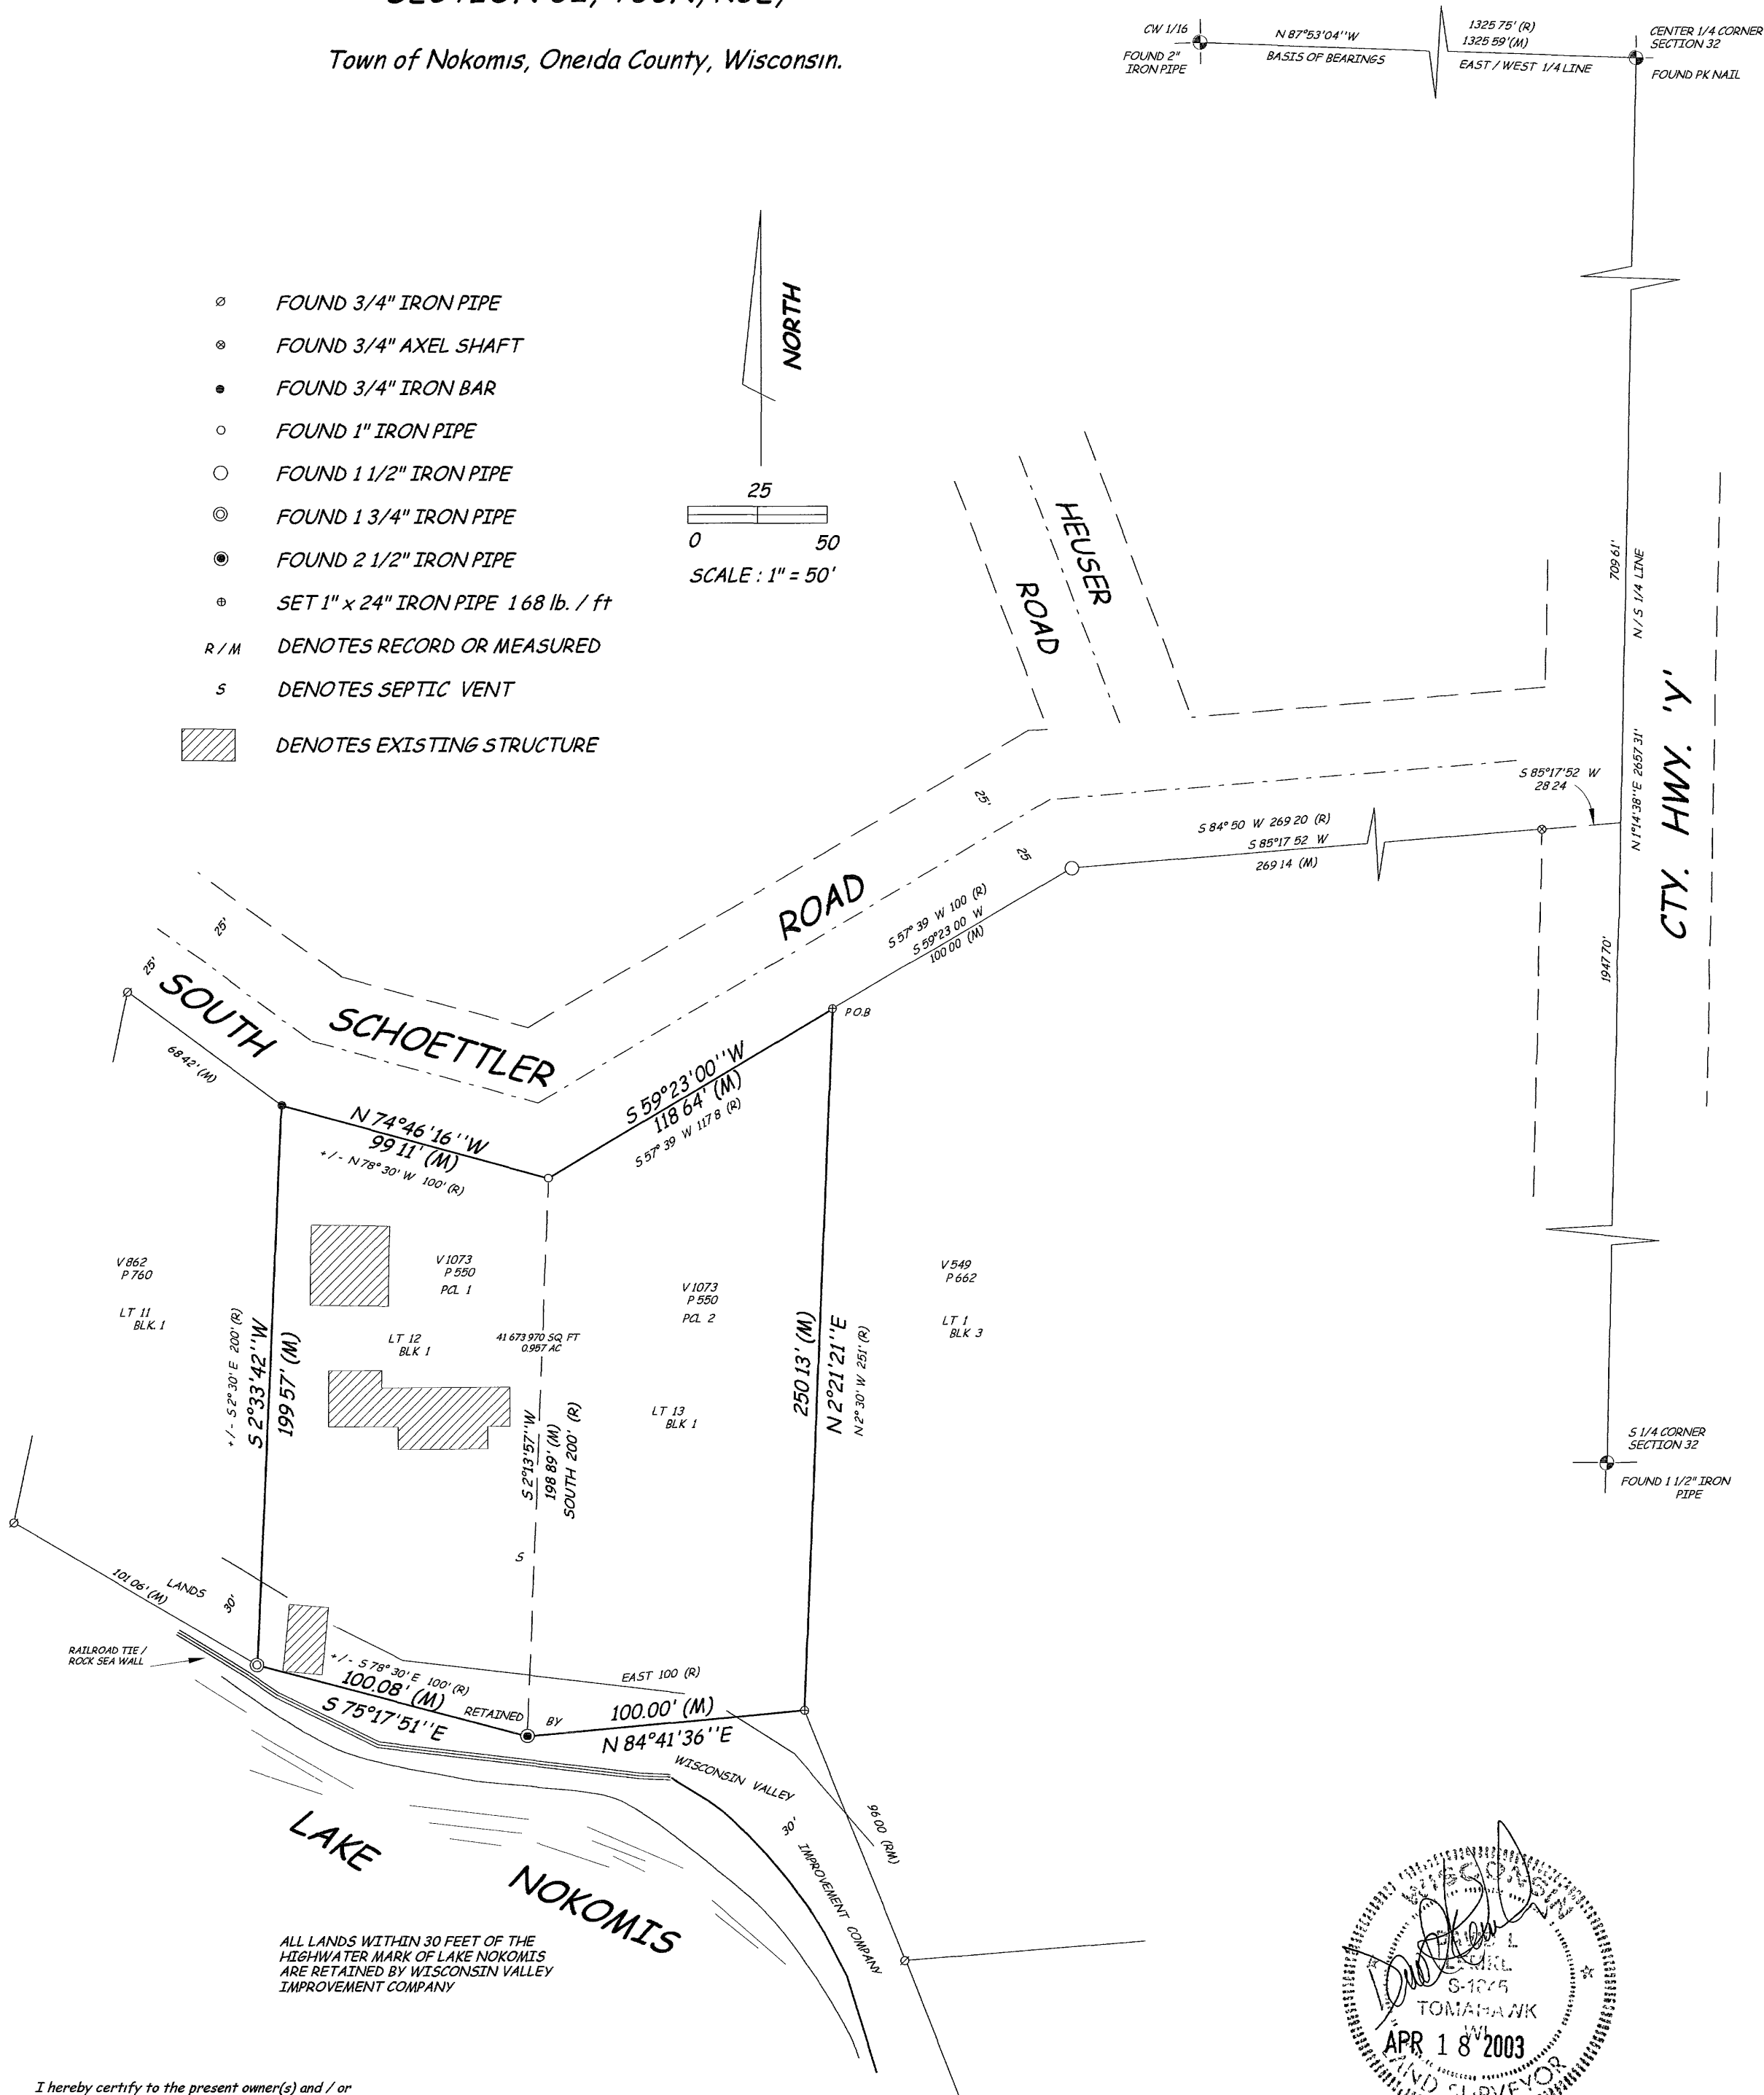 Town of Nokomis, Oneida County, Wisconsin.
CW 1/16
FOUND 2"
IRON PIPE
N 87°53'04''W
BASIS OF BEARINGS
1325 75' (R)
1325 59'(M)
EAST / WEST 1/4 LINE
CENTER 1/4 CORNER
SECTION 32
FOUND PK NAIL
FOUND 3/4" IRON PIPE
FOUND 3/4" AXEL SHAFT
FOUND 3/4" IRON BAR
FOUND 1" IRON PIPE
FOUND 1 1/2" IRON PIPE
FOUND 1 3/4" IRON PIPE
FOUND 2 1/2" IRON PIPE
SET 1" x 24" IRON PIPE 1 68 lb. / ft
R / M DENOTES RECORD OR MEASURED
S DENOTES SEPTIC VENT
DENOTES EXISTING STRUCTURE
NORTH
25
0 50
SCALE : 1" = 50'
HEUSER
ROAD
709 61'
N / S 1/4 LINE
N 1°14'38''E 2657 31'
1947 70'
CTY. HWY. 'Y'
S 85°17'52 W
28 24
S 84° 50 W 269 20 (R)
S 85°17 52 W
269 14 (M)
25'
25
ROAD
S 57° 39 W 100 (R)
S 59°23 00 W
100 00 (M)
25'
25'
SOUTH
SCHOETTLER
P O.B
68 42' (M)
N 74°46'16''W
99 11' (M)
+/- N 78° 30' W 100' (R)
S 59°23'00''W
118 64' (M)
S 57° 39 W 117 8 (R)
V 862
P 760
LT 11
BLK. 1
V 1073
P 550
PCL 1
V 1073
P 550
PCL 2
V 549
P 662
LT 1
BLK 3
LT 12
BLK 1
41 673 970 SQ FT
0.957 AC
LT 13
BLK 1
+/- S 2° 30' E 200' (R)
S 2°33'42''W
199 57' (M)
S 2°13'57''W
198 89' (M)
SOUTH 200' (R)
250 13' (M)
N 2°21'21''E
N 2° 30' W 251' (R)
S
S 1/4 CORNER
SECTION 32
FOUND 1 1/2" IRON
PIPE
101 06' (M)
LANDS
30'
RAILROAD TIE /
ROCK SEA WALL
+/- S 78° 30' E 100' (R)
100.08' (M)
S 75°17'51''E
RETAINED
BY
EAST 100 (R)
100.00' (M)
N 84°41'36''E
WISCONSIN VALLEY
30'
IMPROVEMENT COMPANY
96 00 (RM)
LAKE
NOKOMIS
ALL LANDS WITHIN 30 FEET OF THE
HIGHWATER MARK OF LAKE NOKOMIS
ARE RETAINED BY WISCONSIN VALLEY
IMPROVEMENT COMPANY
WISCONSIN
TOMAHAWK
WI
APR 18 2003
LAND SURVEYOR
I hereby certify to the present owner(s) and / or